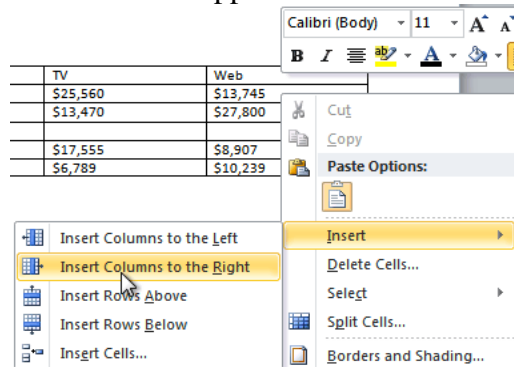 Calibri (Body) 11 A A
B I A
TV Web
$25,560 $13,745
$13,470 $27,800
$17,555 $8,907
$6,789 $10,239
Cut
Copy
Paste Options:
Insert
Delete Cells...
Select
Split Cells...
Borders and Shading...
Insert Columns to the Left
Insert Columns to the Right
Insert Rows Above
Insert Rows Below
Insert Cells...